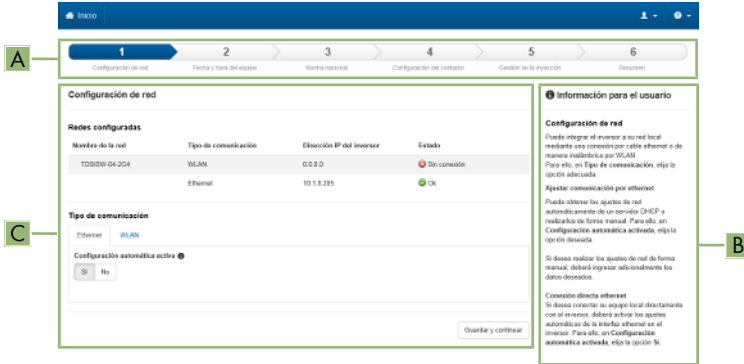 Inicio
1 2 3 4 5 6
Configuración de red Fecha y hora del equipo Norma nacional Configuración del contador Gestión de la inyección Resumen
A
Configuración de red
Redes configuradas
Nombre de la red Tipo de comunicación Dirección IP del inversor Estado
WLAN 0.0.0.0 Sin conexión
Ethernet 10.1.8.285 Ok
Tipo de comunicación
Ethernet WLAN
Configuración automática activa
Sí No
Guardar y continuar
C
Información para el usuario
Configuración de red
Puede integrar el inversor a su red local
mediante una conexión por cable ethernet o de
manera inalámbrica por WLAN.
Para ello, en Tipo de comunicación, elija la
opción adecuada.
Ajustar comunicación por ethernet
Puede obtener los ajustes de red
automáticamente de un servidor DHCP o
realizarlos de forma manual. Para ello, en
Configuración automática activada, elija la
opción deseada.
Si desea realizar los ajustes de red de forma
manual, deberá ingresar adicionalmente los
datos deseados.
Conexión directa ethernet
Si desea conectar su equipo local directamente
con el inversor, deberá activar los ajustes
automáticos de la interfaz ethernet en el
inversor. Para ello, en Configuración
automática activada, elija la opción Sí.
B